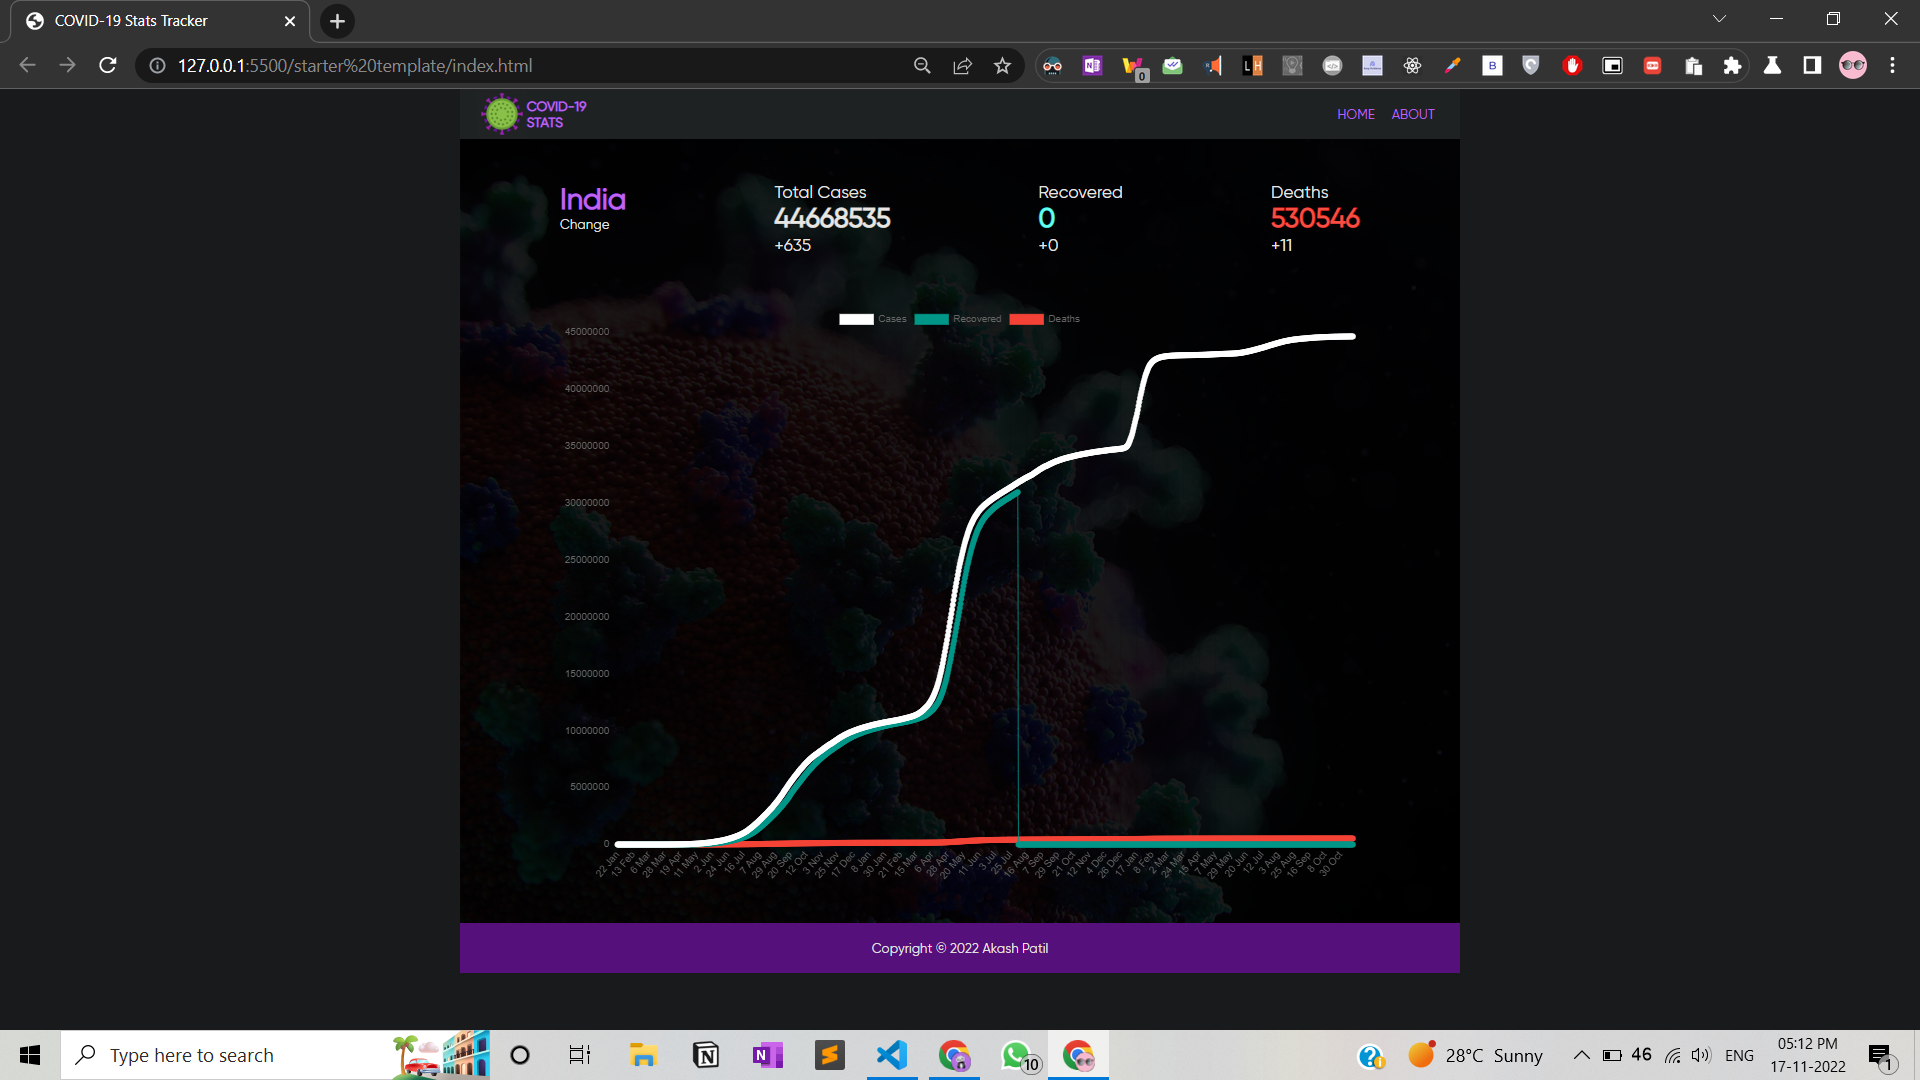 COVID-19 Stats Tracker
127.0.0.1:5500/starter%20template/index.html
COVID-19
STATS
HOME
ABOUT
India
Change
Total Cases
44668535
+635
Recovered
0
+0
Deaths
530546
+11
Cases
Recovered
Deaths
45000000
40000000
35000000
30000000
25000000
20000000
15000000
10000000
5000000
0
22 Jan
13 Feb
6 Mar
28 Mar
19 Apr
11 May
2 Jun
24 Jun
16 Jul
7 Aug
29 Aug
20 Sep
12 Oct
3 Nov
25 Nov
17 Dec
8 Jan
30 Jan
21 Feb
15 Mar
6 Apr
28 Apr
20 May
11 Jun
3 Jul
25 Jul
16 Aug
7 Sep
29 Sep
21 Oct
12 Nov
4 Dec
26 Dec
17 Jan
8 Feb
2 Mar
24 Mar
15 Apr
7 May
29 May
20 Jun
12 Jul
3 Aug
25 Aug
16 Sep
8 Oct
30 Oct
Copyright © 2022 Akash Patil
Type here to search
10
28°C Sunny
46
ENG
05:12 PM
17-11-2022
1